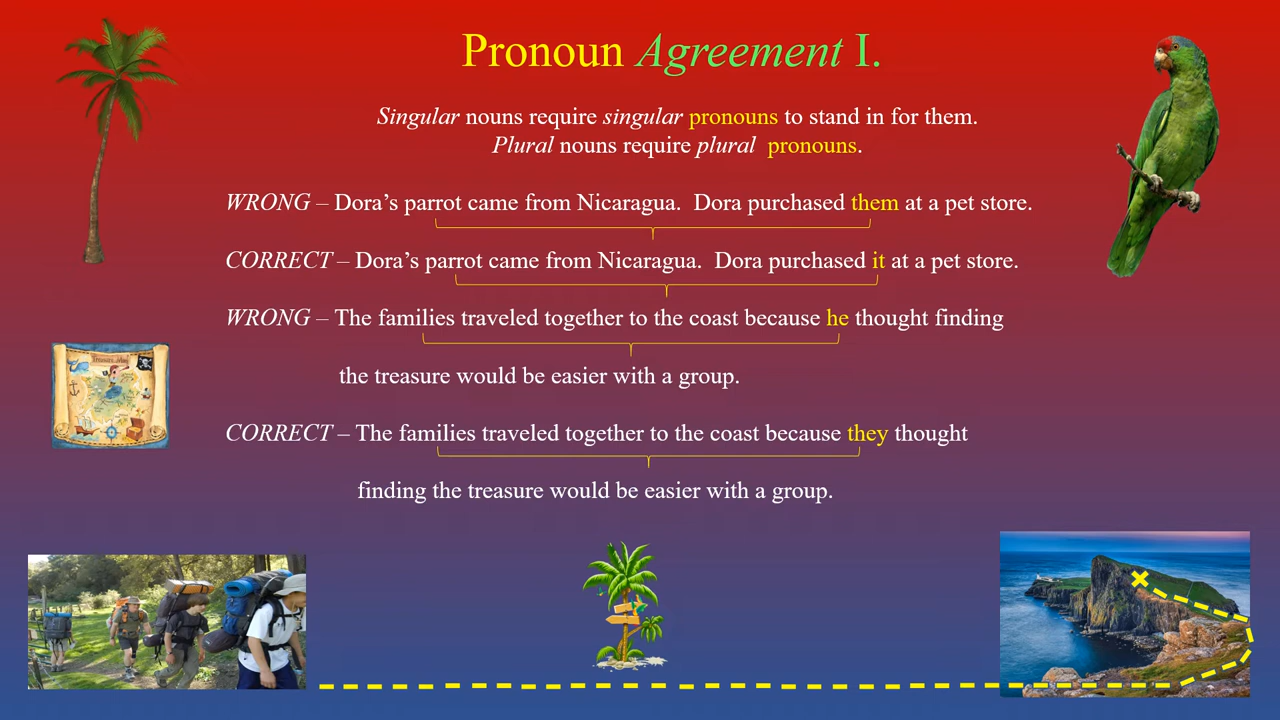 Pronoun Agreement I.
Singular nouns require singular pronouns to stand in for them.
Plural nouns require plural pronouns.
WRONG – Dora’s parrot came from Nicaragua. Dora purchased them at a pet store.
CORRECT – Dora’s parrot came from Nicaragua. Dora purchased it at a pet store.
WRONG – The families traveled together to the coast because he thought finding
the treasure would be easier with a group.
CORRECT – The families traveled together to the coast because they thought
finding the treasure would be easier with a group.